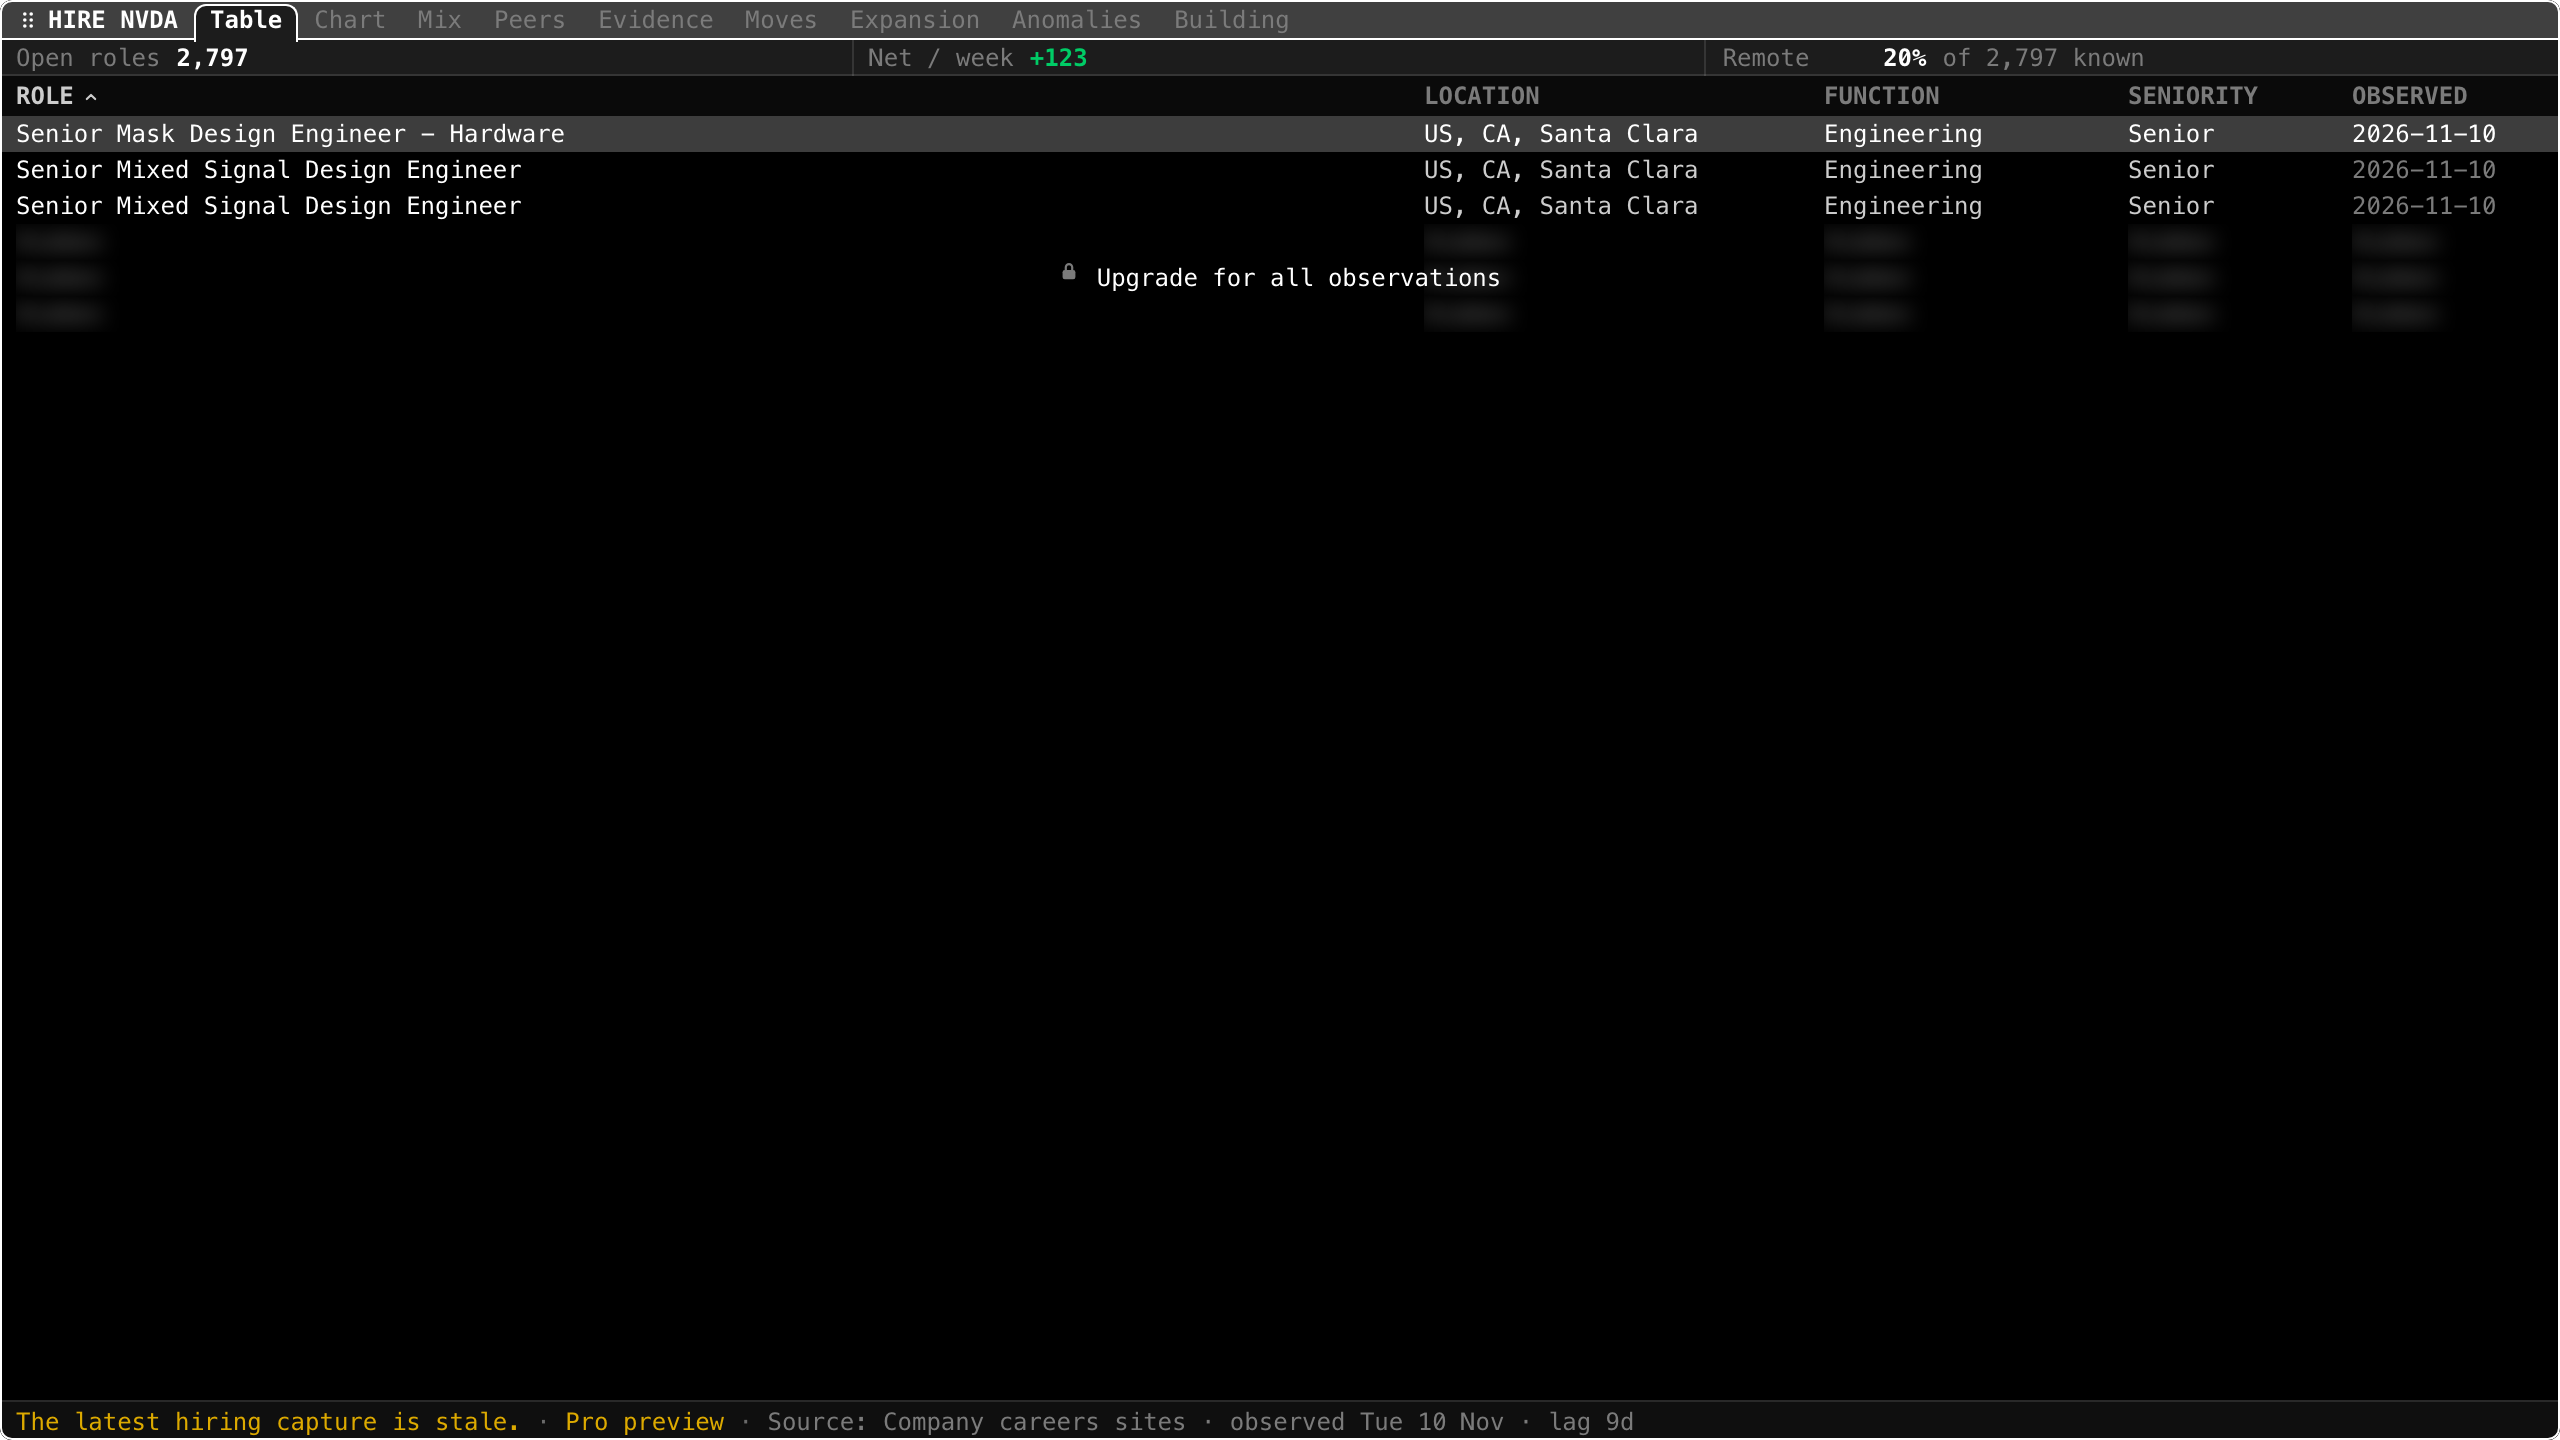 HIRE NVDA Table Chart Mix Peers Evidence Moves Expansion Anomalies Building
Open roles 2,797 Net / week +123 Remote 20% of 2,797 known
ROLE LOCATION FUNCTION SENIORITY OBSERVED
Senior Mask Design Engineer – Hardware US, CA, Santa Clara Engineering Senior 2026-11-10
Senior Mixed Signal Design Engineer US, CA, Santa Clara Engineering Senior 2026-11-10
Senior Mixed Signal Design Engineer US, CA, Santa Clara Engineering Senior 2026-11-10
Upgrade for all observations
The latest hiring capture is stale. · Pro preview · Source: Company careers sites · observed Tue 10 Nov · lag 9d